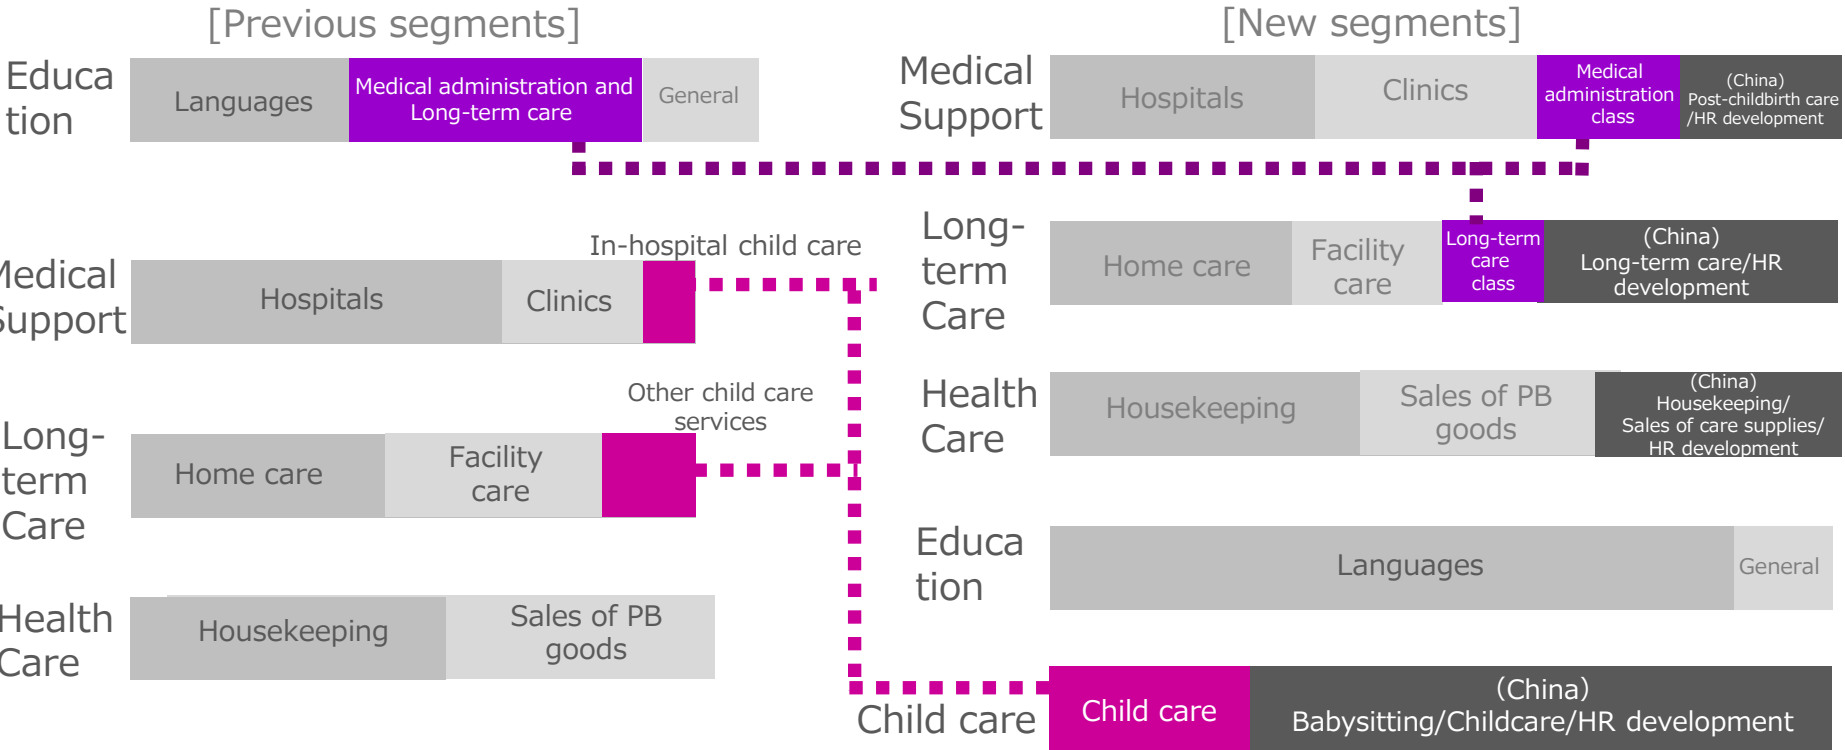 [Previous segments]
Educa
tion
Languages
Medical administration and
Long-term care
General
Medical
Support
In-hospital child care
Hospitals
Clinics
Long-
term
Care
Other child care
services
Home care
Facility
care
Health
Care
Housekeeping
Sales of PB
goods
[New segments]
Medical
Support
Hospitals
Clinics
Medical
administration
class
(China)
Post-childbirth care
/HR development
Long-
term
Care
Home care
Facility
care
Long-term
care
class
(China)
Long-term care/HR
development
Health
Care
Housekeeping
Sales of PB
goods
(China)
Housekeeping/
Sales of care supplies/
HR development
Educa
tion
Languages
General
Child care
Child care
(China)
Babysitting/Childcare/HR development